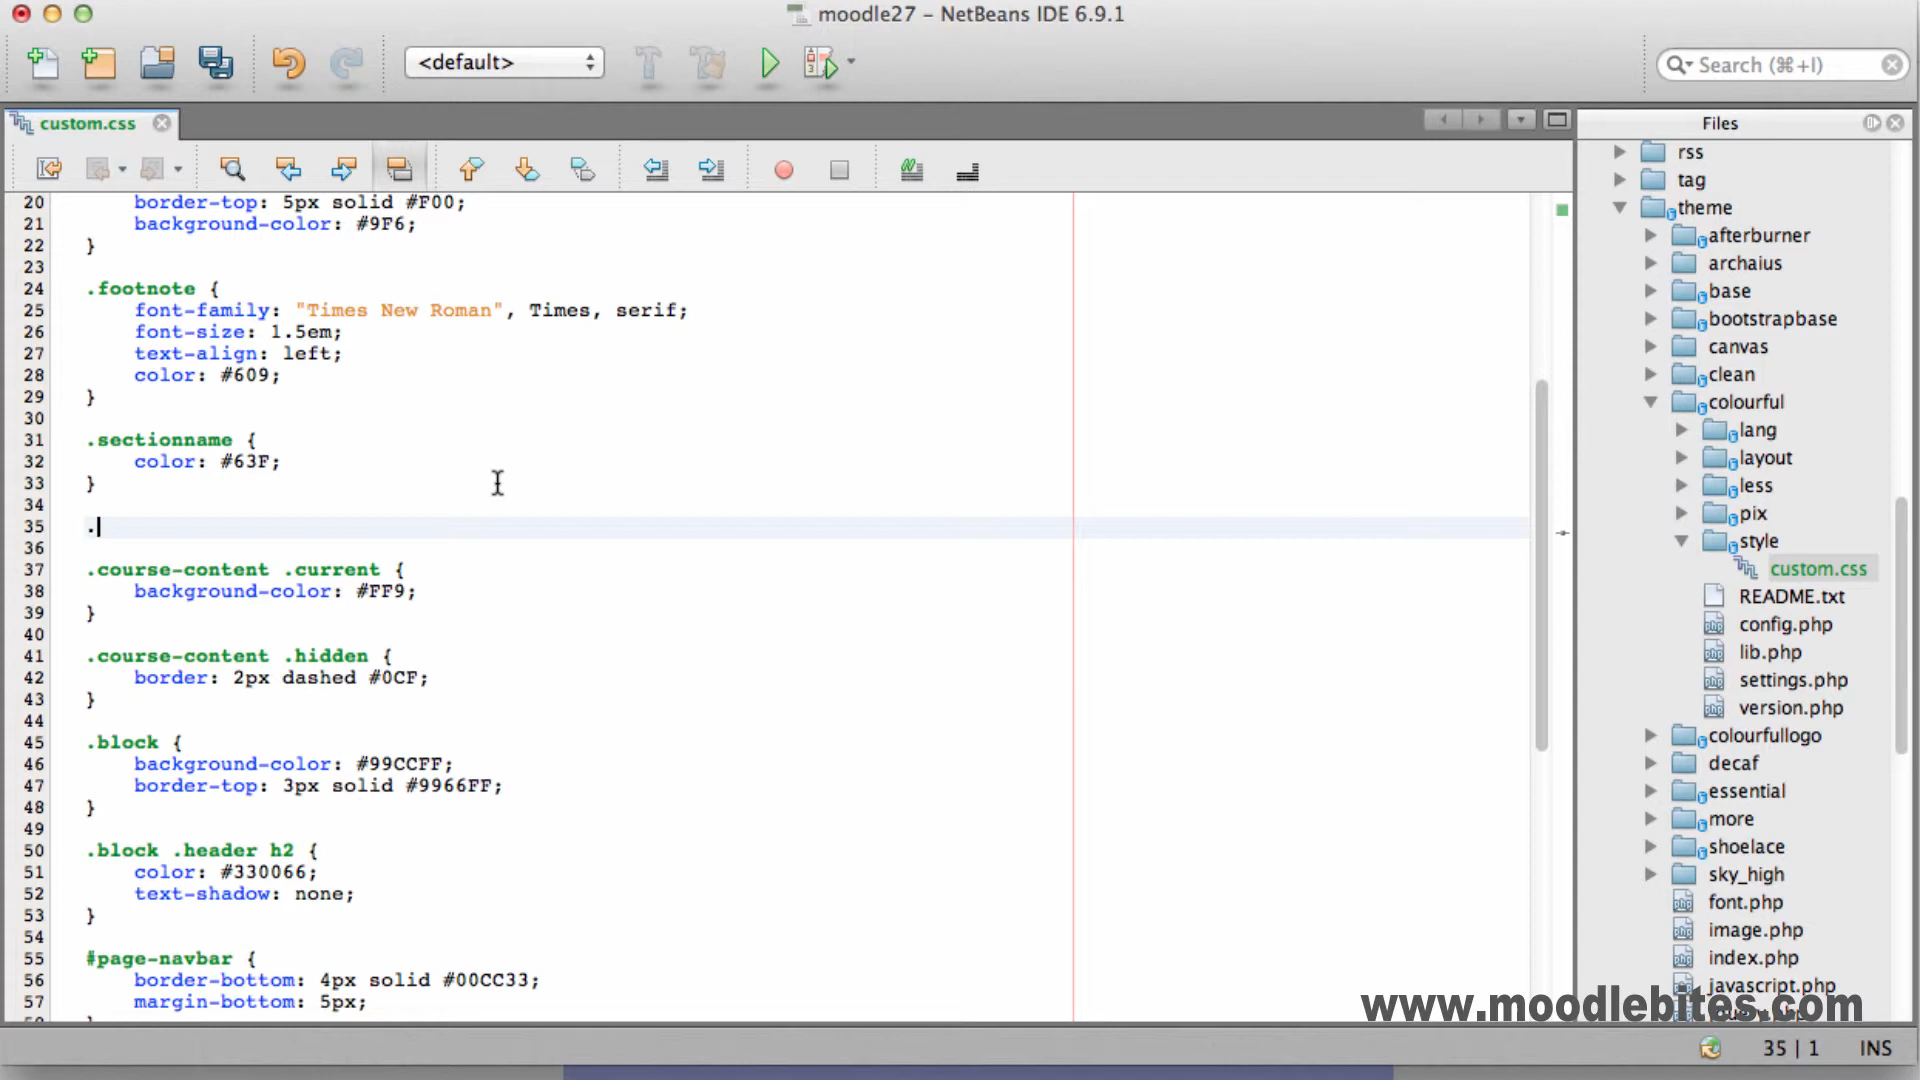 moodle27 – NetBeans IDE 6.9.1
<default>
Search (⌘+I)
custom.css
Files
20 border-top: 5px solid #F00;
21 background-color: #9F6;
22 }
23
24 .footnote {
25 font-family: "Times New Roman", Times, serif;
26 font-size: 1.5em;
27 text-align: left;
28 color: #609;
29 }
30
31 .sectionname {
32 color: #63F;
33 }
34
35 .
36
37 .course-content .current {
38 background-color: #FF9;
39 }
40
41 .course-content .hidden {
42 border: 2px dashed #0CF;
43 }
44
45 .block {
46 background-color: #99CCFF;
47 border-top: 3px solid #9966FF;
48 }
49
50 .block .header h2 {
51 color: #330066;
52 text-shadow: none;
53 }
54
55 #page-navbar {
56 border-bottom: 4px solid #00CC33;
57 margin-bottom: 5px;
rss
tag
theme
afterburner
archaius
base
bootstrapbase
canvas
clean
colourful
lang
layout
less
pix
style
custom.css
README.txt
config.php
lib.php
settings.php
version.php
colourfullogo
decaf
essential
more
shoelace
sky_high
font.php
image.php
index.php
javascript.php
www.moodlebites.com
35 | 1 INS